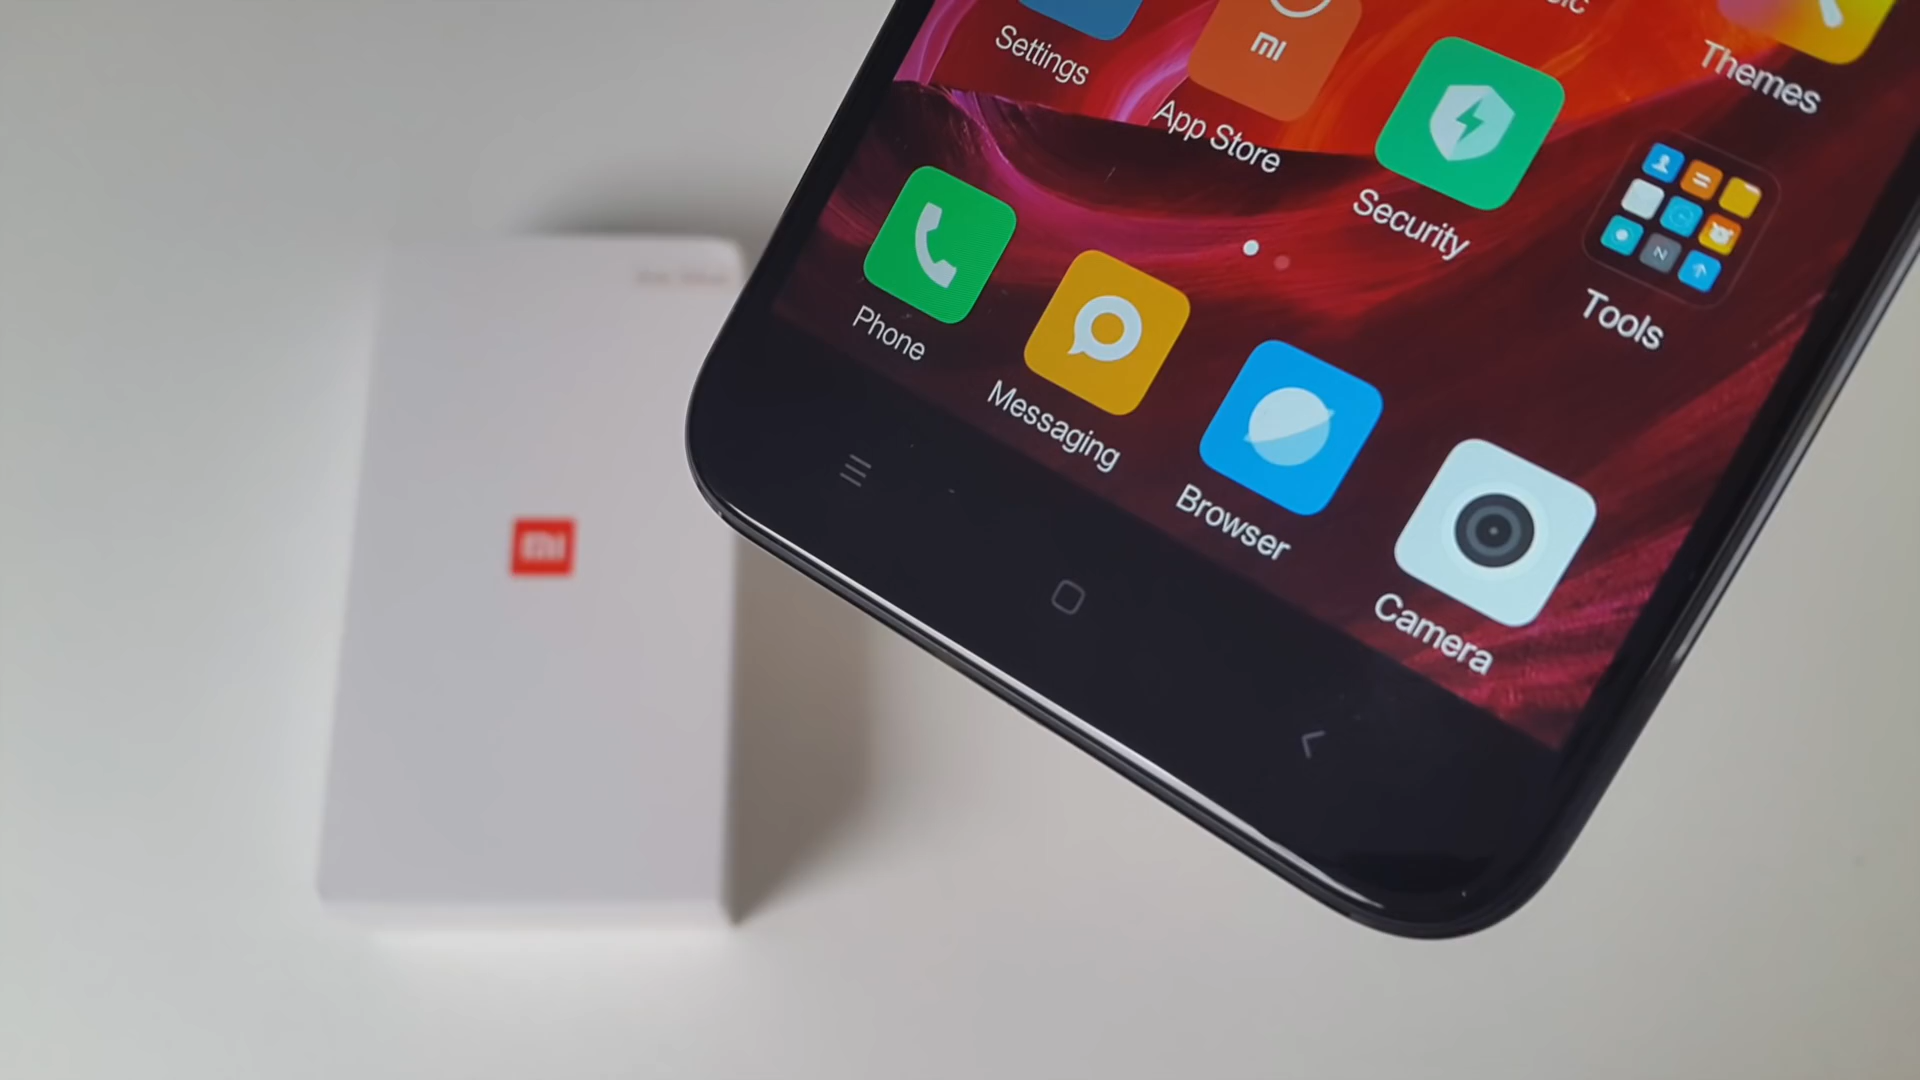 Settings
mi
App Store
Security
Themes
Tools
Phone
Messaging
Browser
Camera
mi